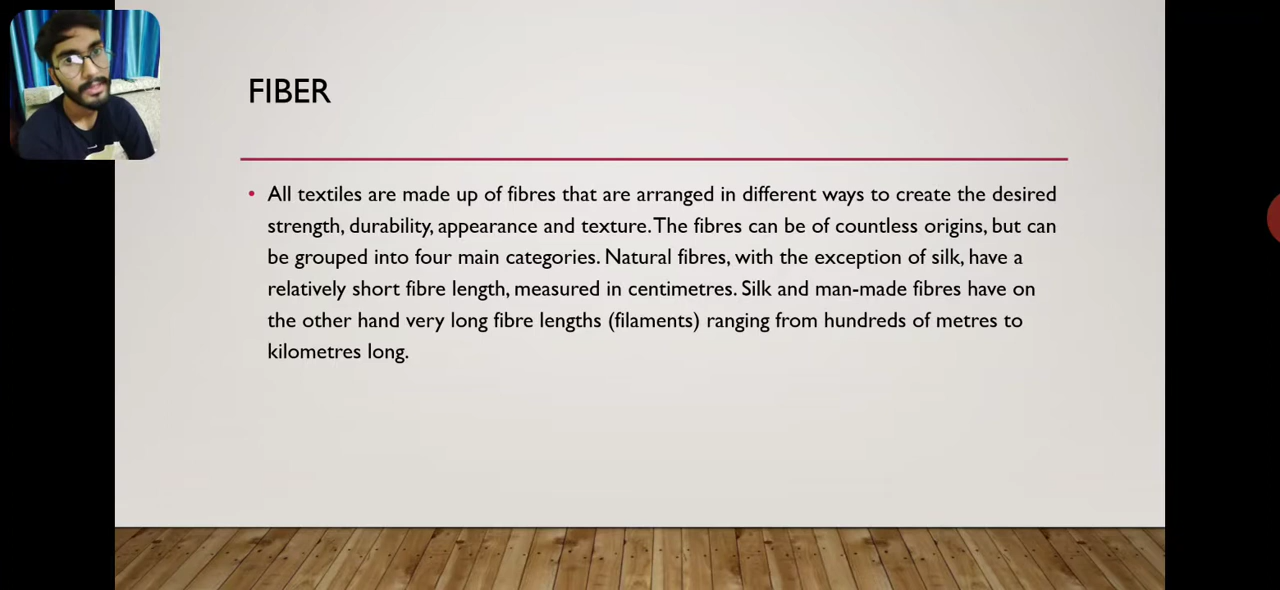 FIBER
• All textiles are made up of fibres that are arranged in different ways to create the desired
strength, durability, appearance and texture. The fibres can be of countless origins, but can
be grouped into four main categories. Natural fibres, with the exception of silk, have a
relatively short fibre length, measured in centimetres. Silk and man-made fibres have on
the other hand very long fibre lengths (filaments) ranging from hundreds of metres to
kilometres long.